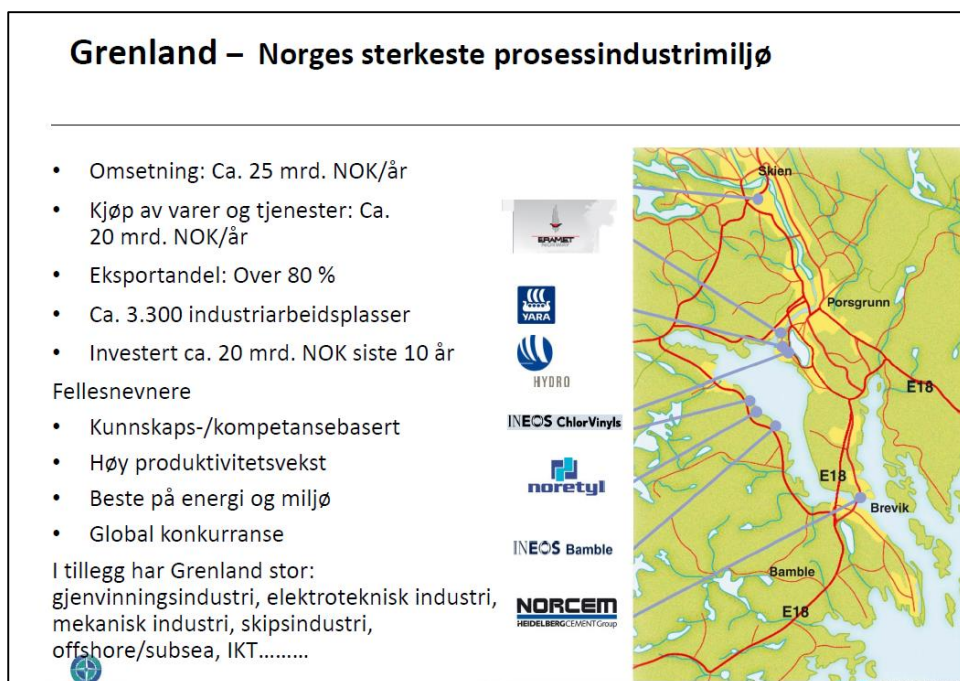 Grenland – Norges sterkeste prosessindustrimiljø
• Omsetning: Ca. 25 mrd. NOK/år
• Kjøp av varer og tjenester: Ca.
20 mrd. NOK/år
• Eksportandel: Over 80 %
• Ca. 3.300 industriarbeidsplasser
• Investert ca. 20 mrd. NOK siste 10 år
Fellesnevnere
• Kunnskaps-/kompetansebasert
• Høy produktivitetsvekst
• Beste på energi og miljø
• Global konkurranse
I tillegg har Grenland stor:
gjenvinningsindustri, elektroteknisk industri,
mekanisk industri, skipsindustri,
offshore/subsea, IKT………
ERAMET
YARA
HYDRO
INEOS ChlorVinyls
noretyl
INEOS Bamble
NORCEM
HEIDELBERGCEMENT Group
Skien
Porsgrunn
E18
E18
Brevik
Bamble
E18